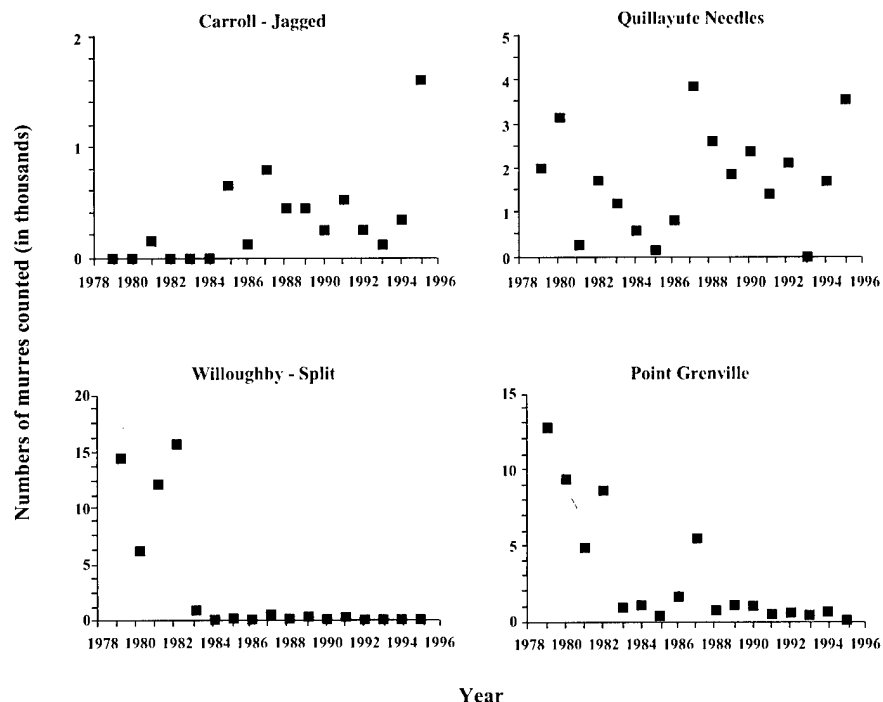 Carroll - Jagged
Quillayute Needles
Numbers of murres counted (in thousands)
2
1
0
1978 1980 1982 1984 1986 1988 1990 1992 1994 1996
5
4
3
2
1
0
1978 1980 1982 1984 1986 1988 1990 1992 1994 1996
Willoughby - Split
Point Grenville
20
15
10
5
0
1978 1980 1982 1984 1986 1988 1990 1992 1994 1996
15
10
5
0
1978 1980 1982 1984 1986 1988 1990 1992 1994 1996
Year